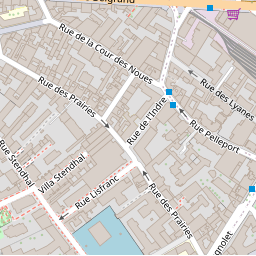 Rue de la Cour des Noues
Rue des Prairies
Rue des Lyanes
Rue de l'Indre
Rue Pelleport
Rue Stendhal
Villa Stendhal
Rue Lisfranc
Rue des Prairies